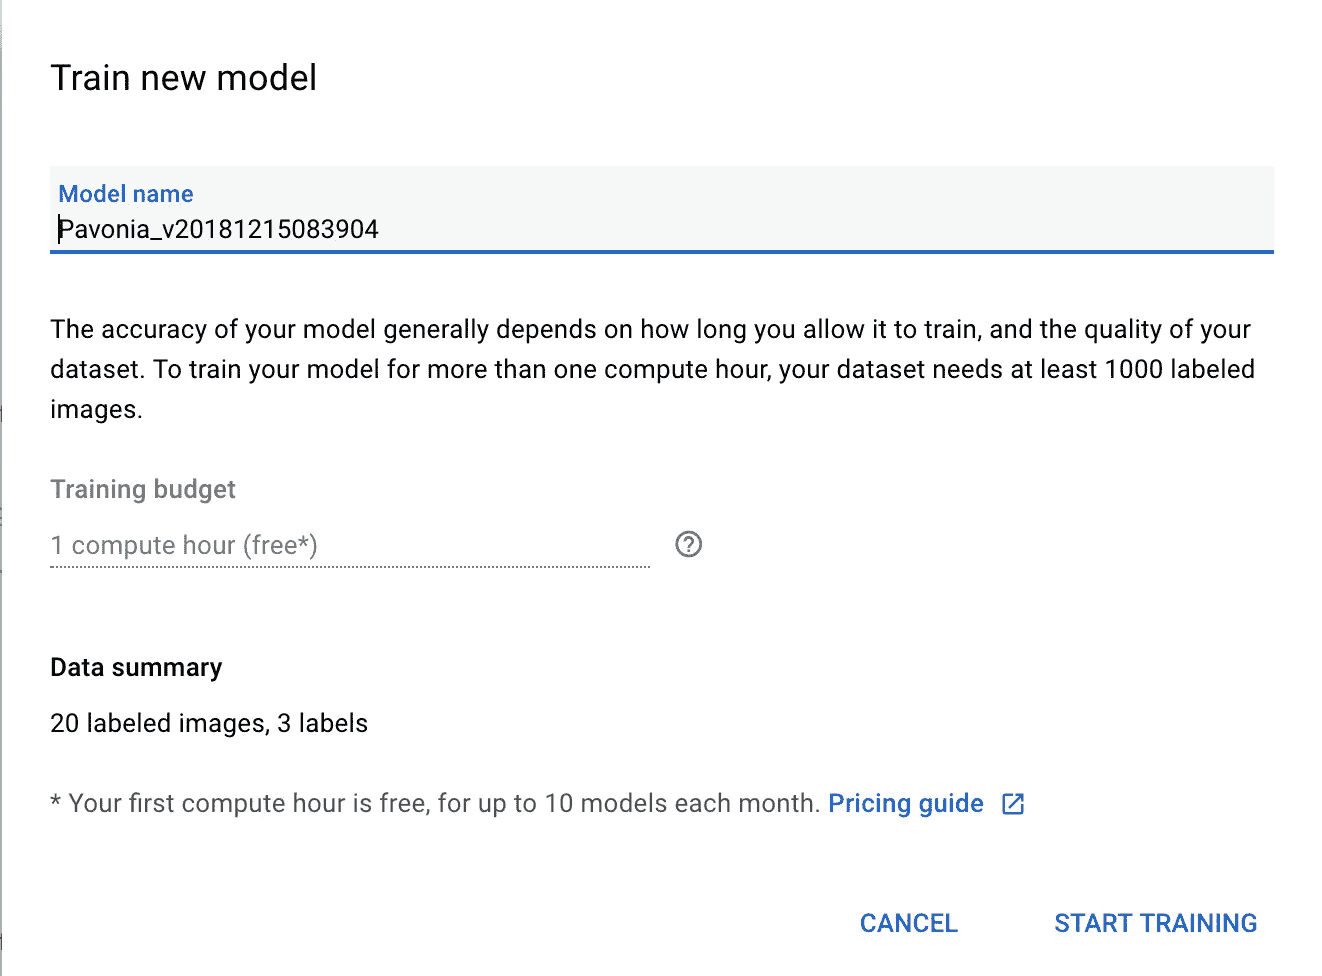 Train new model
Model name
Pavonia_v20181215083904
The accuracy of your model generally depends on how long you allow it to train, and the quality of your
dataset. To train your model for more than one compute hour, your dataset needs at least 1000 labeled
images.
Training budget
1 compute hour (free*)
Data summary
20 labeled images, 3 labels
* Your first compute hour is free, for up to 10 models each month. Pricing guide
CANCEL START TRAINING